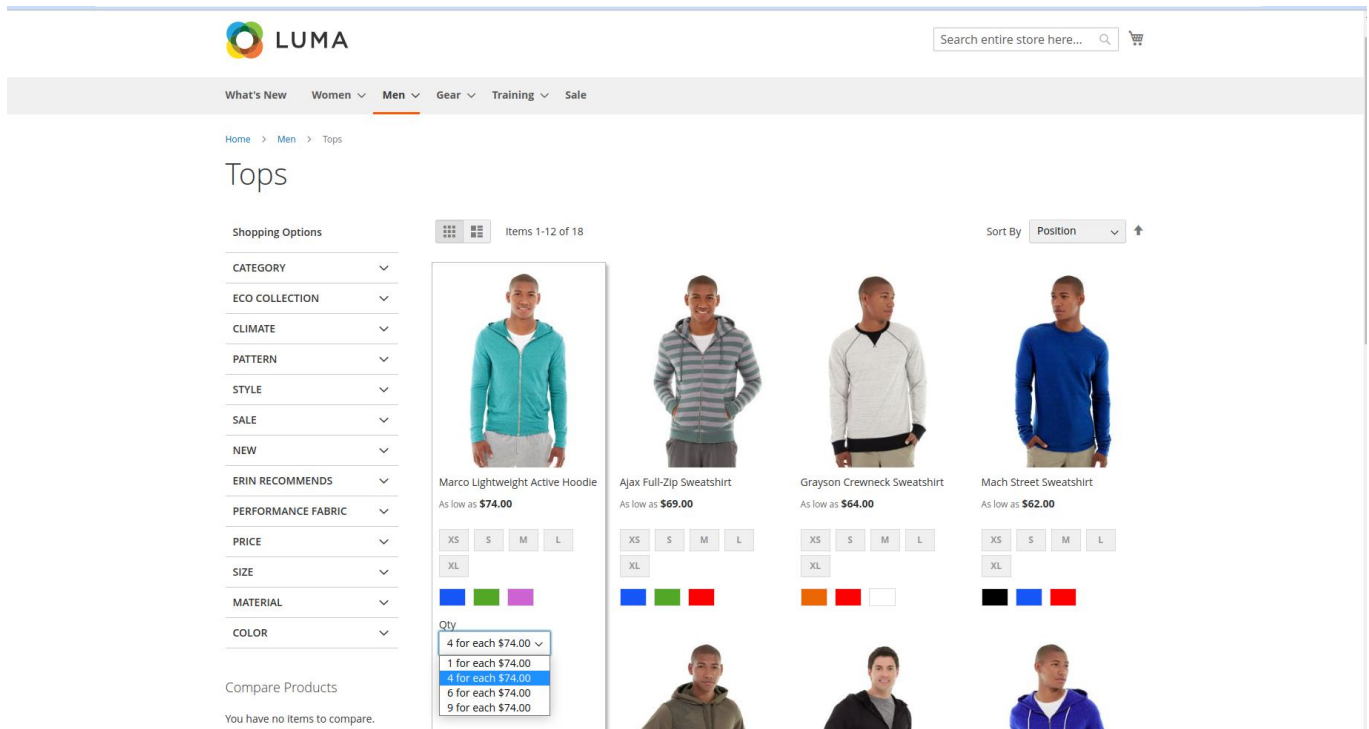 LUMA
Search entire store here...
What's New Women Men Gear Training Sale
Home > Men > Tops
Tops
Shopping Options
CATEGORY
ECO COLLECTION
CLIMATE
PATTERN
STYLE
SALE
NEW
ERIN RECOMMENDS
PERFORMANCE FABRIC
PRICE
SIZE
MATERIAL
COLOR
Compare Products
You have no items to compare.
Items 1-12 of 18
Sort By Position
Marco Lightweight Active Hoodie
As low as $74.00
XS S M L
XL
Qty
4 for each $74.00
1 for each $74.00
4 for each $74.00
6 for each $74.00
9 for each $74.00
Ajax Full-Zip Sweatshirt
As low as $69.00
XS S M L
XL
Grayson Crewneck Sweatshirt
As low as $64.00
XS S M L
XL
Mach Street Sweatshirt
As low as $62.00
XS S M L
XL